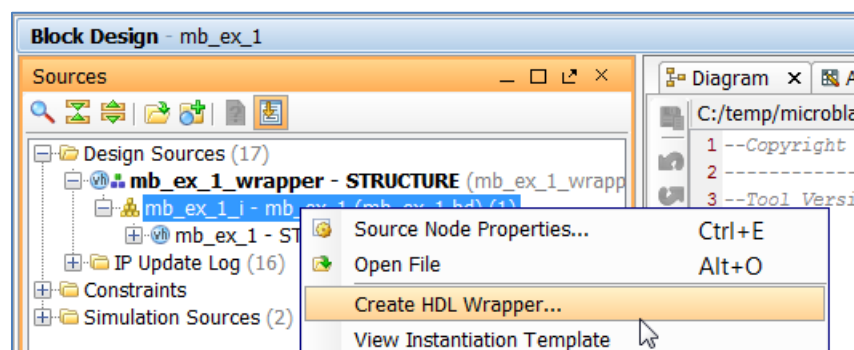 Block Design - mb_ex_1
Sources
Diagram
C:/temp/microbla
Design Sources (17)
1 --Copyright
mb_ex_1_wrapper - STRUCTURE (mb_ex_1_wrapp
2 ------------
mb_ex_1_i - mb_ex_1 (mb_ex_1.bd) (1)
3 --Tool Versi
mb_ex_1 - ST
Source Node Properties... Ctrl+E
IP Update Log (16)
Open File Alt+O
Constraints
Create HDL Wrapper...
Simulation Sources (2)
View Instantiation Template